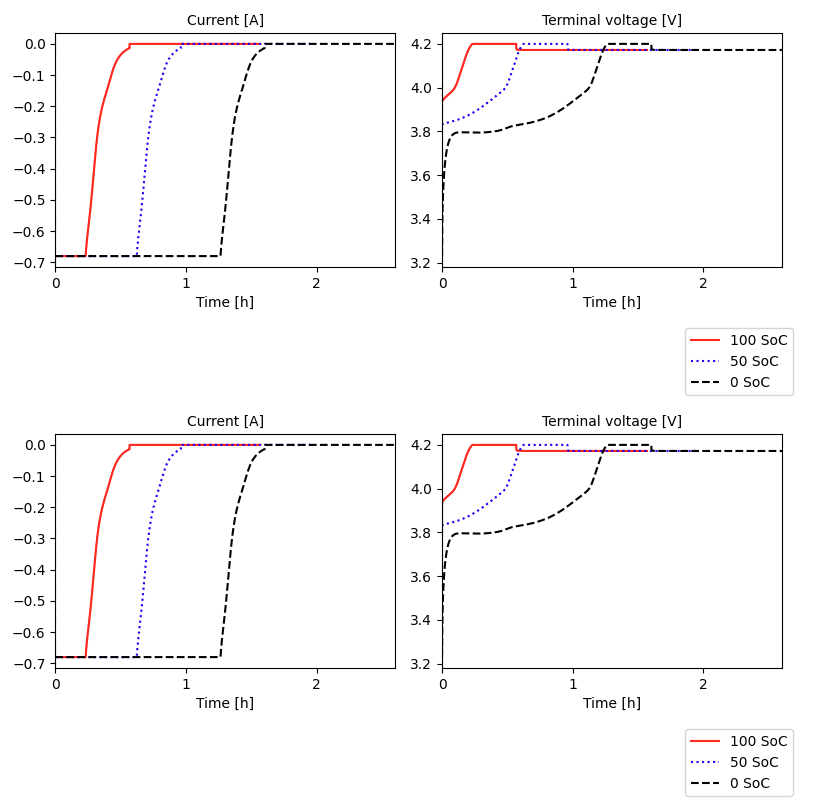 Current [A]
Terminal voltage [V]
0.0
−0.1
−0.2
−0.3
−0.4
−0.5
−0.6
−0.7
0
1
2
Time [h]
4.2
4.0
3.8
3.6
3.4
3.2
0
1
2
Time [h]
100 SoC
50 SoC
0 SoC
Current [A]
Terminal voltage [V]
0.0
−0.1
−0.2
−0.3
−0.4
−0.5
−0.6
−0.7
0
1
2
Time [h]
4.2
4.0
3.8
3.6
3.4
3.2
0
1
2
Time [h]
100 SoC
50 SoC
0 SoC